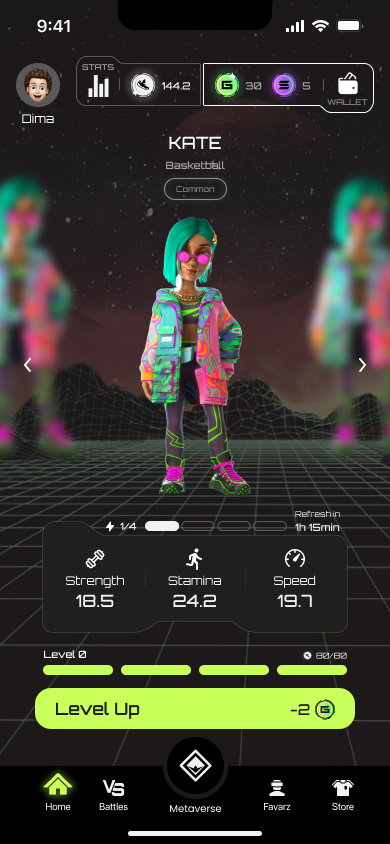 9:41
STATS
144.2
30
5
WALLET
Dima
KATE
Basketball
Common
1/4
Refresh in
1h 15min
Strength
Stamina
Speed
18.5
24.2
19.7
Level 0
80/80
Level Up
-2 G
Home
VS
Battles
Metaverse
Favarz
Store